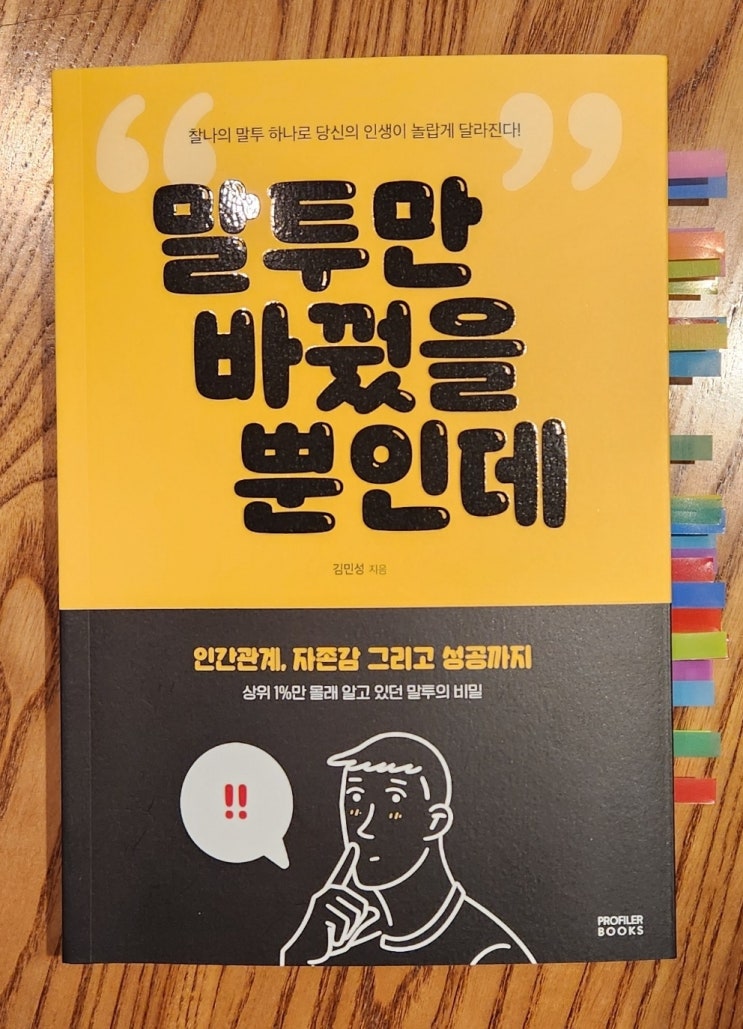 찰나의 말투 하나로 당신의 인생이 놀랍게 달라진다!
“ ”
말투만
바꿨을
뿐인데
김민성 지음
인간관계, 자존감 그리고 성공까지
상위 1%만 몰래 알고 있던 말투의 비밀
!!
PROFILER
BOOKS